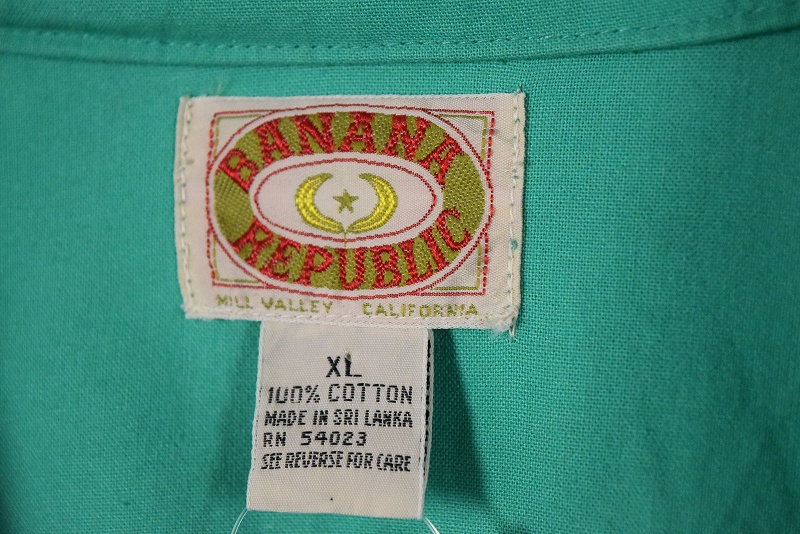 BANANA
REPUBLIC
MILL VALLEY CALIFORNIA
XL
100% COTTON
MADE IN SRI LANKA
RN 54023
SEE REVERSE FOR CARE